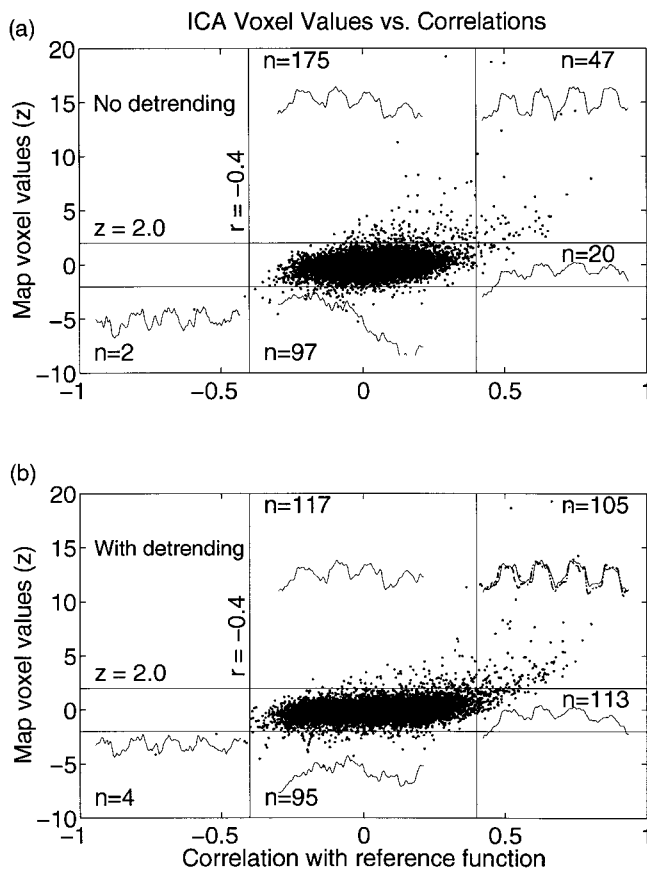 ICA Voxel Values vs. Correlations
(a)
20
15
10
5
0
−5
−10
Map voxel values (z)
n=175
n=47
No detrending
r = −0.4
z = 2.0
n=20
n=2
n=97
−1
−0.5
0
0.5
1
(b)
20
15
10
5
0
−5
−10
Map voxel values (z)
n=117
n=105
With detrending
r = −0.4
z = 2.0
n=113
n=4
n=95
−1
−0.5
0
0.5
1
Correlation with reference function